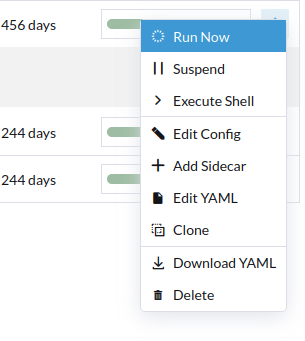 456 days
Run Now
Suspend
Execute Shell
244 days
Edit Config
Add Sidecar
244 days
Edit YAML
Clone
Download YAML
Delete